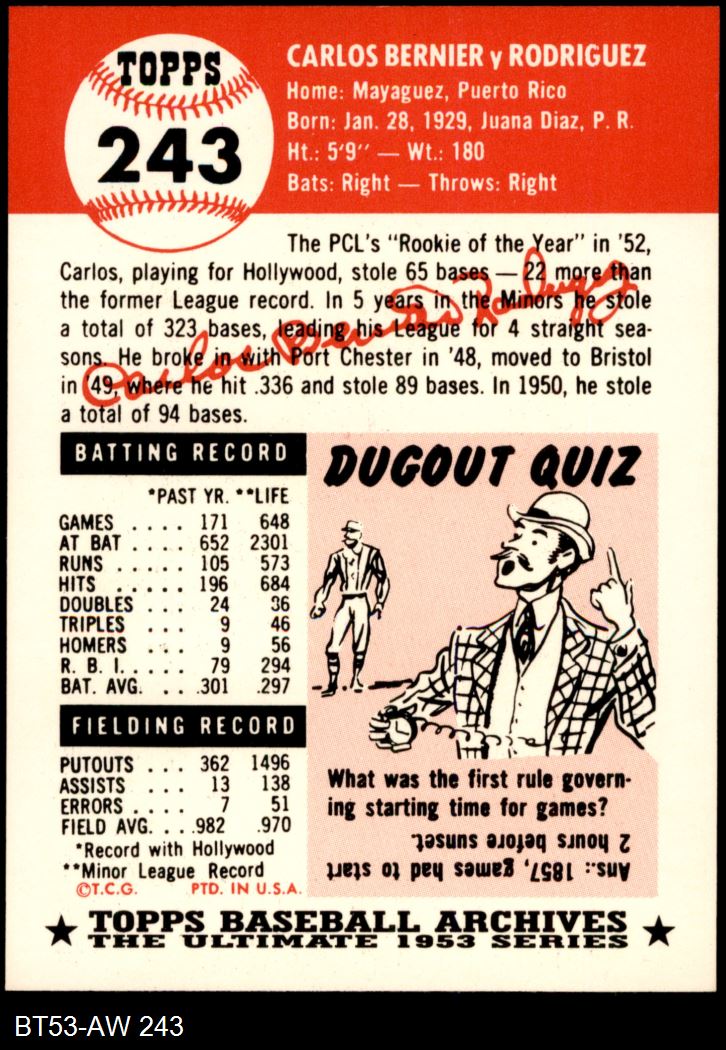 TOPPS
243
CARLOS BERNIER y RODRIGUEZ
Home: Mayaguez, Puerto Rico
Born: Jan. 28, 1929, Juana Diaz, P. R.
Ht.: 5'9'' — Wt.: 180
Bats: Right — Throws: Right
The PCL's "Rookie of the Year" in '52,
Carlos, playing for Hollywood, stole 65 bases — 22 more than
the former League record. In 5 years in the Minors he stole
a total of 323 bases, leading his League for 4 straight sea-
sons. He broke in with Port Chester in '48, moved to Bristol
in '49, where he hit .336 and stole 89 bases. In 1950, he stole
a total of 94 bases.
Carlos Bernier Rodriguez
BATTING RECORD
*PAST YR. **LIFE
GAMES .... 171 648
AT BAT .... 652 2301
RUNS ..... 105 573
HITS ..... 196 684
DOUBLES ... 24 36
TRIPLES ... 9 46
HOMERS ... 9 56
R. B. I. .... 79 294
BAT. AVG. . . .301 .297
FIELDING RECORD
PUTOUTS ... 362 1496
ASSISTS ... 13 138
ERRORS .... 7 51
FIELD AVG. . . .982 .970
*Record with Hollywood
**Minor League Record
©T.C.G. PTD. IN U.S.A.
DUGOUT QUIZ
What was the first rule govern-
ing starting time for games?
Ans.: 1857, games had to start
2 hours before sunset.
★ TOPPS BASEBALL ARCHIVES ★
THE ULTIMATE 1953 SERIES
BT53-AW 243